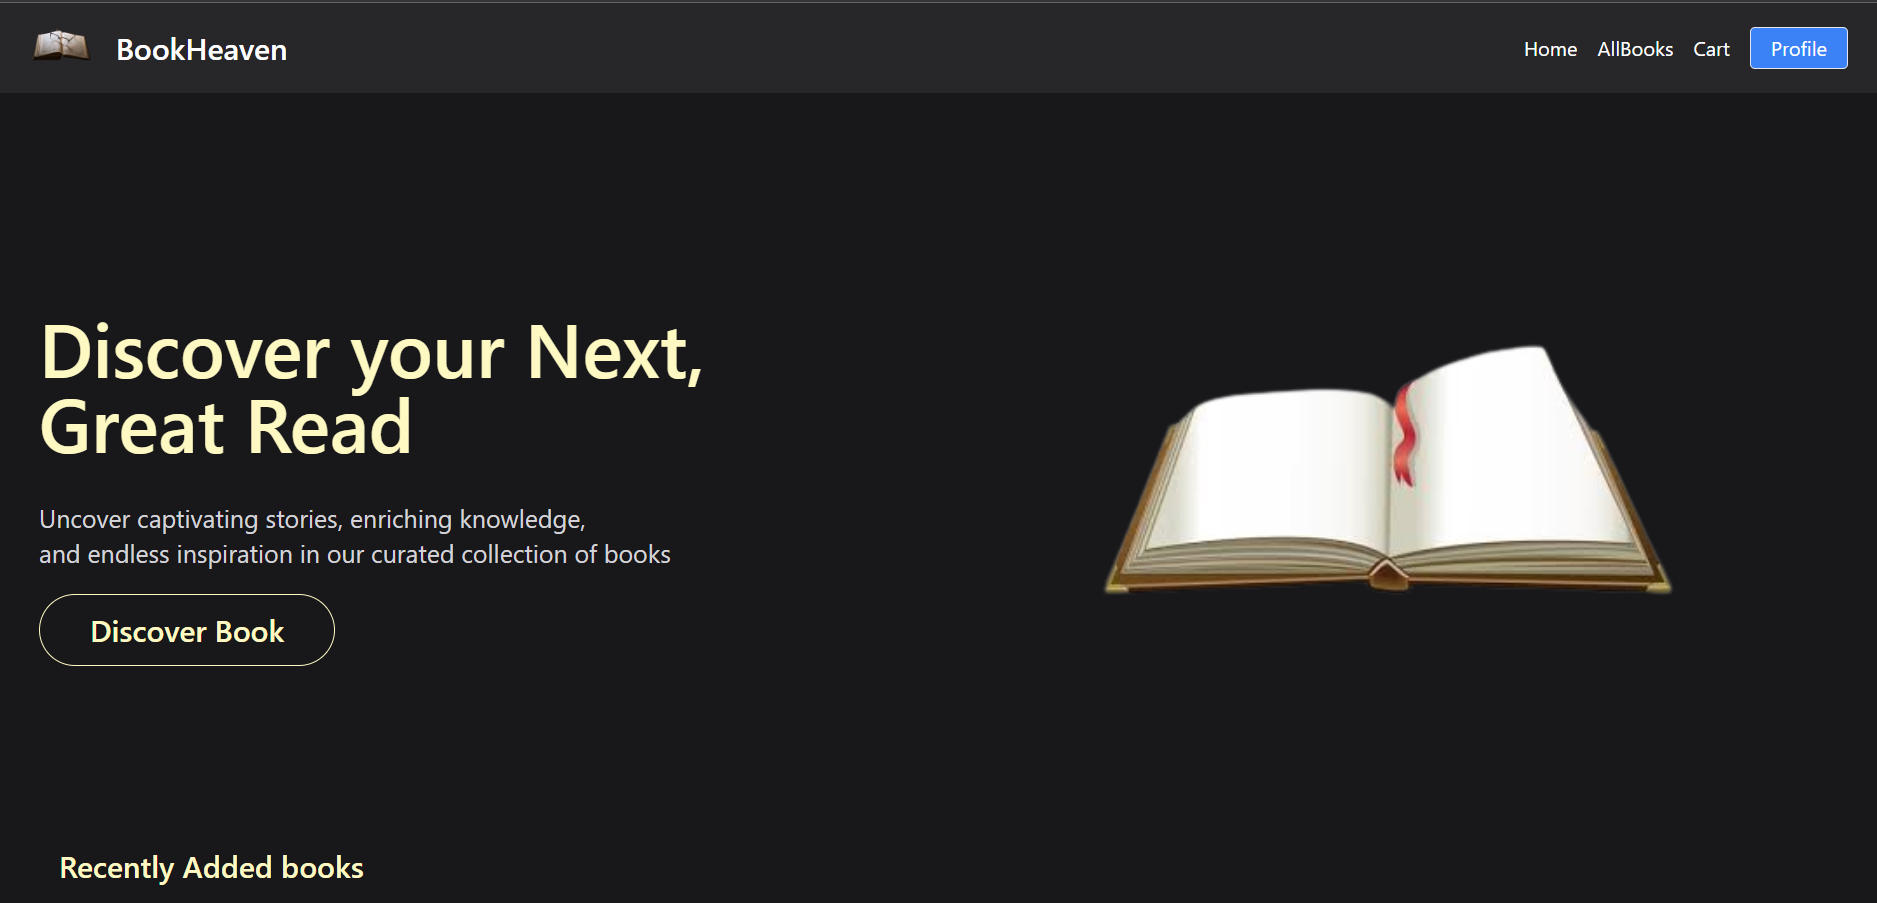 BookHeaven
Home AllBooks Cart Profile
Discover your Next,
Great Read
Uncover captivating stories, enriching knowledge,
and endless inspiration in our curated collection of books
Discover Book
Recently Added books